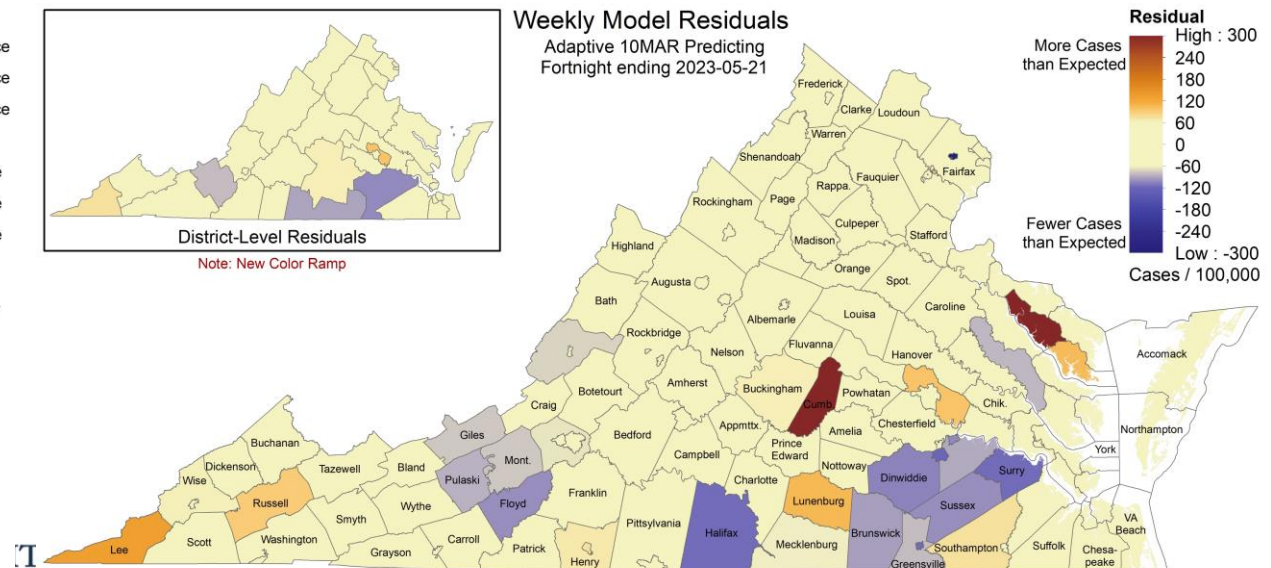 Weekly Model Residuals
Adaptive 10MAR Predicting
Fortnight ending 2023-05-21
District-Level Residuals
Note: New Color Ramp
Residual
More Cases
than Expected
High : 300
240
180
120
60
0
-60
-120
-180
-240
Low : -300
Fewer Cases
than Expected
Cases / 100,000
Frederick
Clarke
Loudoun
Warren
Shenandoah
Fairfax
Rappa.
Fauquier
Rockingham
Page
Culpeper
Stafford
Madison
Highland
Orange
Spot.
Augusta
Bath
Caroline
Albemarle
Louisa
Rockbridge
Fluvanna
Nelson
Hanover
Accomack
Botetourt
Amherst
Buckingham
Cumb.
Powhatan
Chik.
Craig
Appmttx.
Amelia
Chesterfield
Northampton
Giles
Bedford
Prince
Edward
York
Buchanan
Mont.
Campbell
Nottoway
Dickenson
Tazewell
Bland
Pulaski
Charlotte
Dinwiddie
Surry
Wise
Russell
Wythe
Floyd
Franklin
Lunenburg
Sussex
Smyth
Pittsylvania
Halifax
Brunswick
VA
Beach
Lee
Scott
Washington
Grayson
Carroll
Patrick
Henry
Mecklenburg
Greensville
Southampton
Suffolk
Chesa-
peake